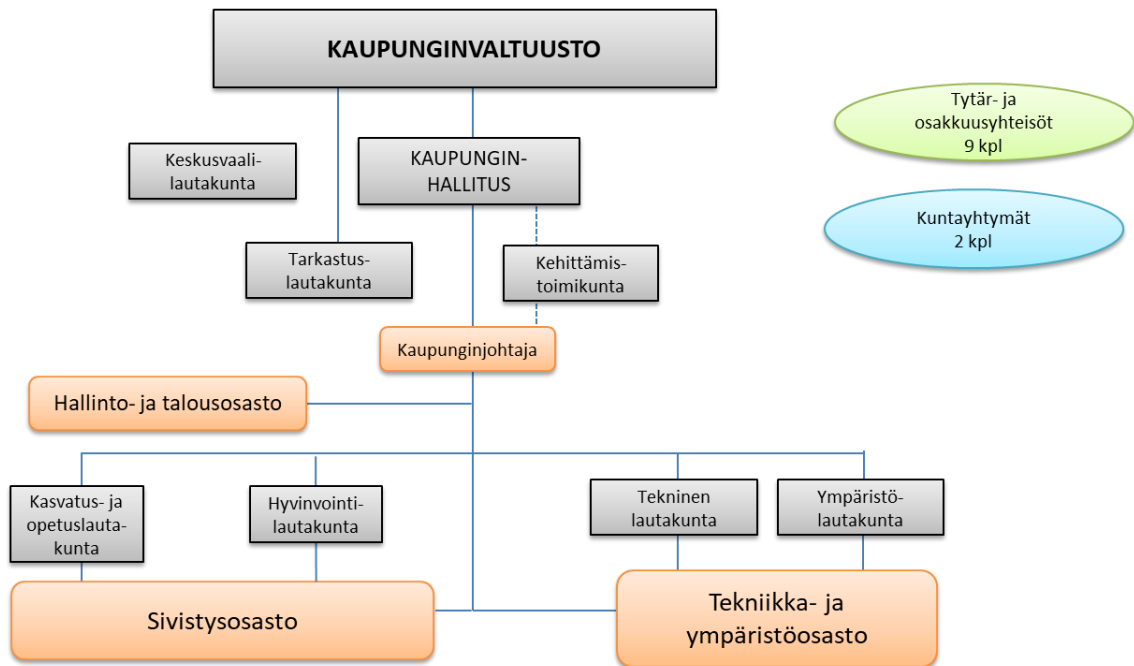 KAUPUNGINVALTUUSTO
Tytär- ja
osakkuusyhteisöt
9 kpl
Keskusvaali-
lautakunta
KAUPUNGIN-
HALLITUS
Kuntayhtymät
2 kpl
Tarkastus-
lautakunta
Kehittämis-
toimikunta
Kaupunginjohtaja
Hallinto- ja talousosasto
Kasvatus- ja
opetuslauta-
kunta
Hyvinvointi-
lautakunta
Tekninen
lautakunta
Ympäristö-
lautakunta
Sivistysosasto
Tekniikka- ja
ympäristöosasto